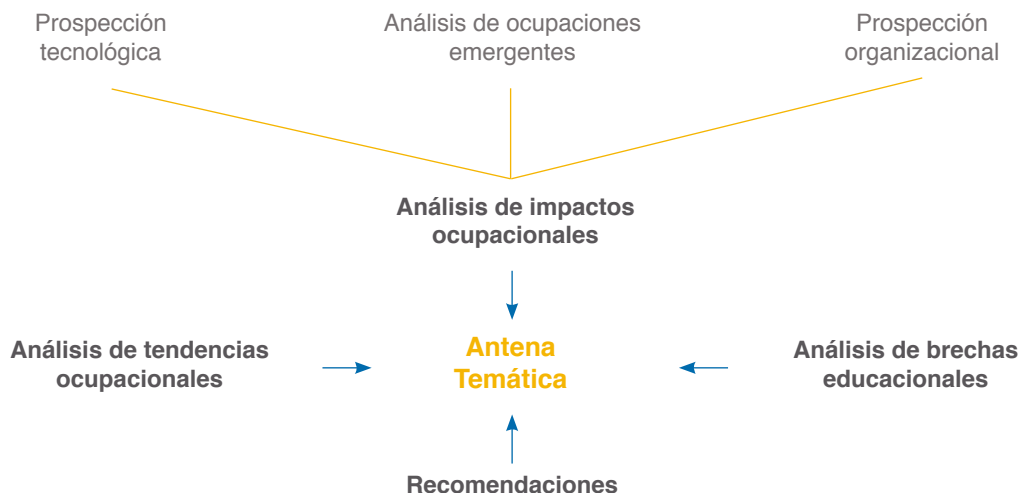 Prospección
tecnológica
Análisis de ocupaciones
emergentes
Prospección
organizacional
Análisis de impactos
ocupacionales
Análisis de tendencias
ocupacionales
Antena
Temática
Análisis de brechas
educacionales
Recomendaciones